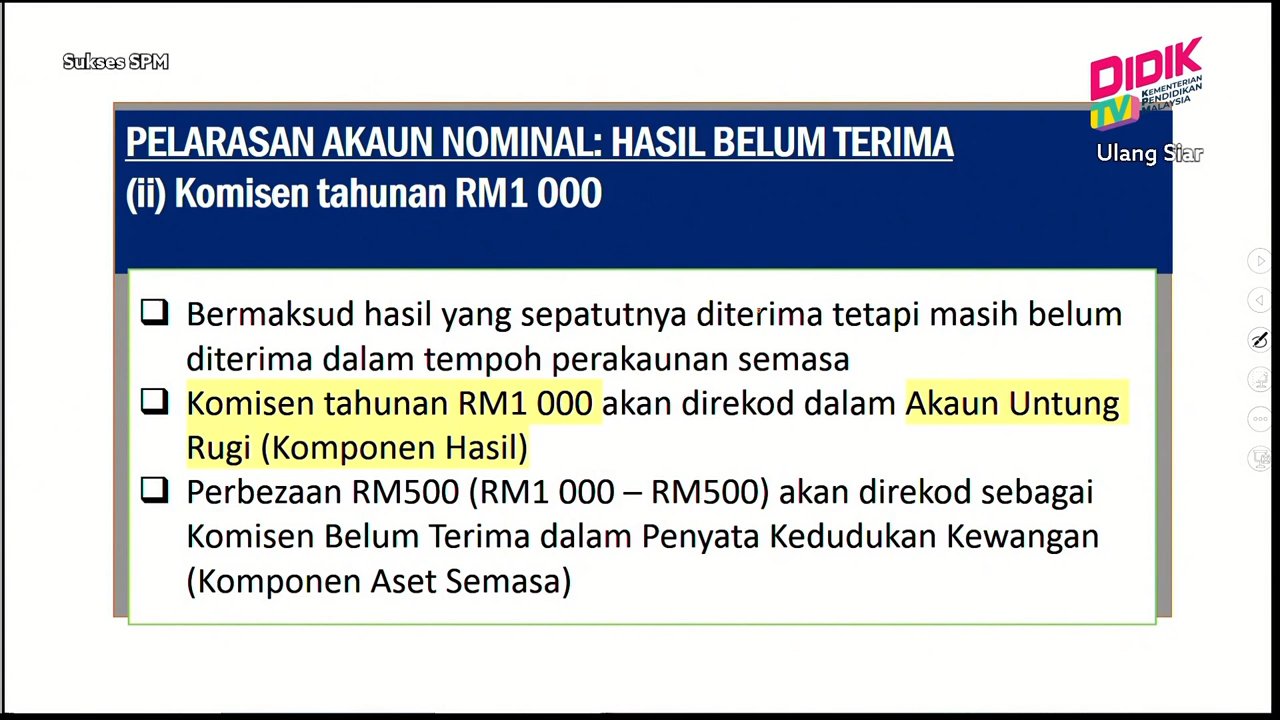 Sukses SPM
DIDIK
TV
KEMENTERIAN
PENDIDIKAN
MALAYSIA
Ulang Siar
PELARASAN AKAUN NOMINAL: HASIL BELUM TERIMA
(ii) Komisen tahunan RM1 000
Bermaksud hasil yang sepatutnya diterima tetapi masih belum
diterima dalam tempoh perakaunan semasa
Komisen tahunan RM1 000 akan direkod dalam Akaun Untung
Rugi (Komponen Hasil)
Perbezaan RM500 (RM1 000 – RM500) akan direkod sebagai
Komisen Belum Terima dalam Penyata Kedudukan Kewangan
(Komponen Aset Semasa)